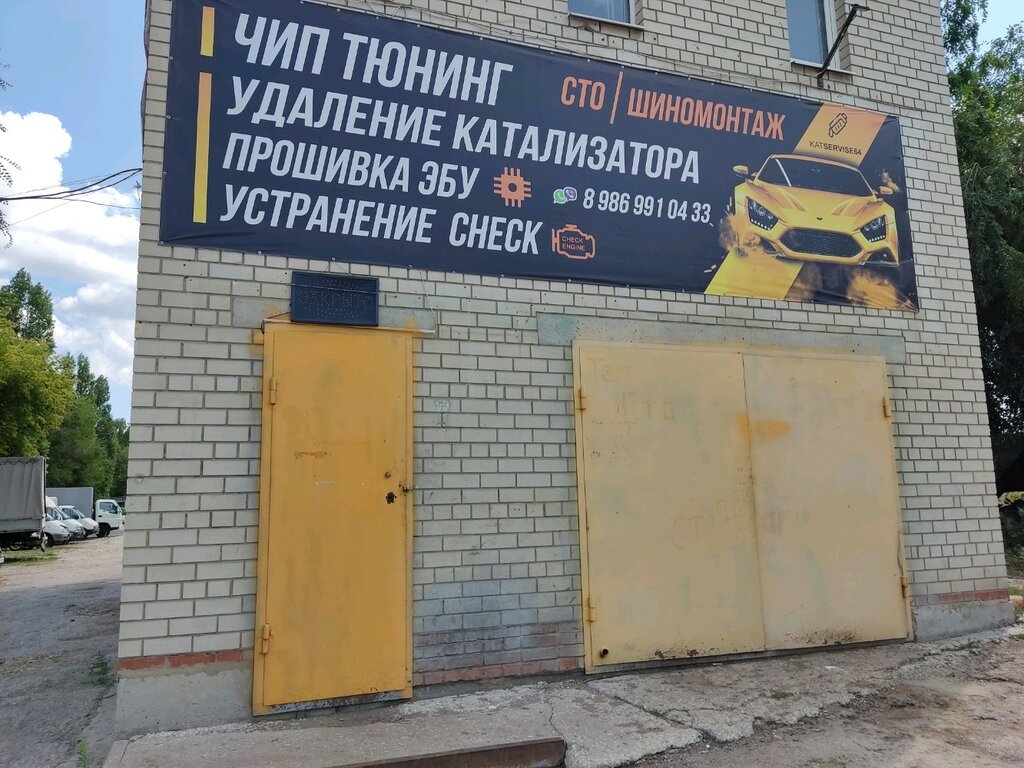 ЧИП ТЮНИНГ
УДАЛЕНИЕ КАТАЛИЗАТОРА
ПРОШИВКА ЭБУ
УСТРАНЕНИЕ CHECK
СТО | ШИНОМОНТАЖ
8 986 991 04 33
CHECK
ENGINE
KATSERVISE64